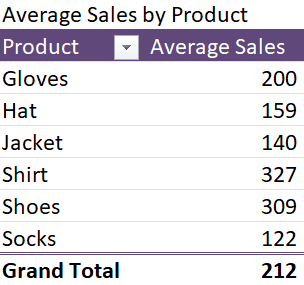 Average Sales by Product
Product Average Sales
Gloves 200
Hat 159
Jacket 140
Shirt 327
Shoes 309
Socks 122
Grand Total 212